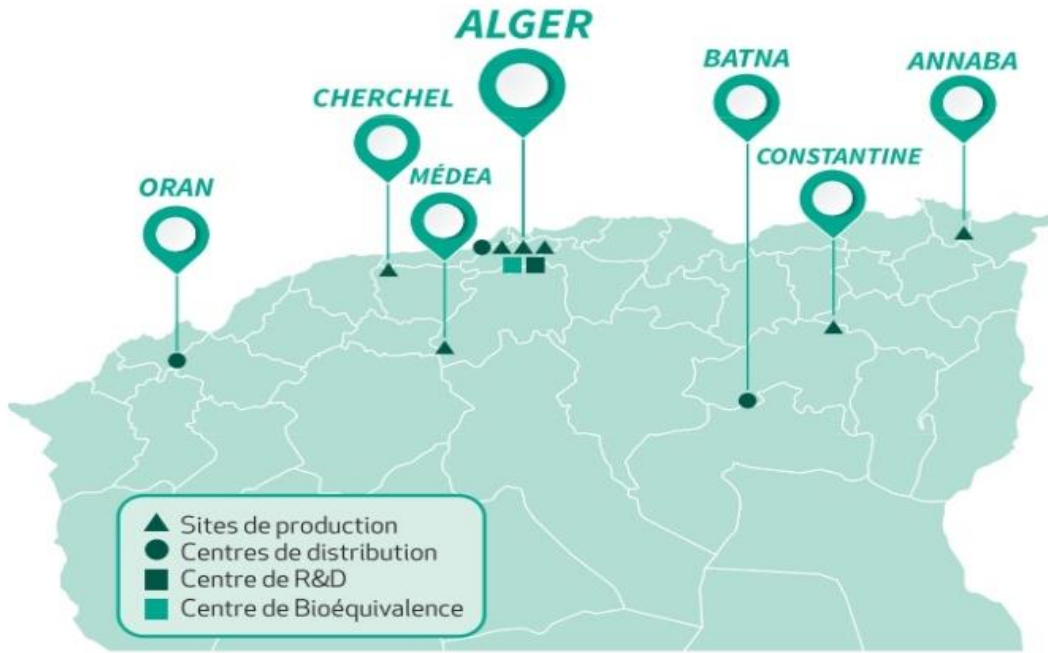 ALGER
BATNA
ANNABA
CHERCHEL
CONSTANTINE
MÉDEA
ORAN
Sites de production
Centres de distribution
Centre de R&D
Centre de Bioéquivalence